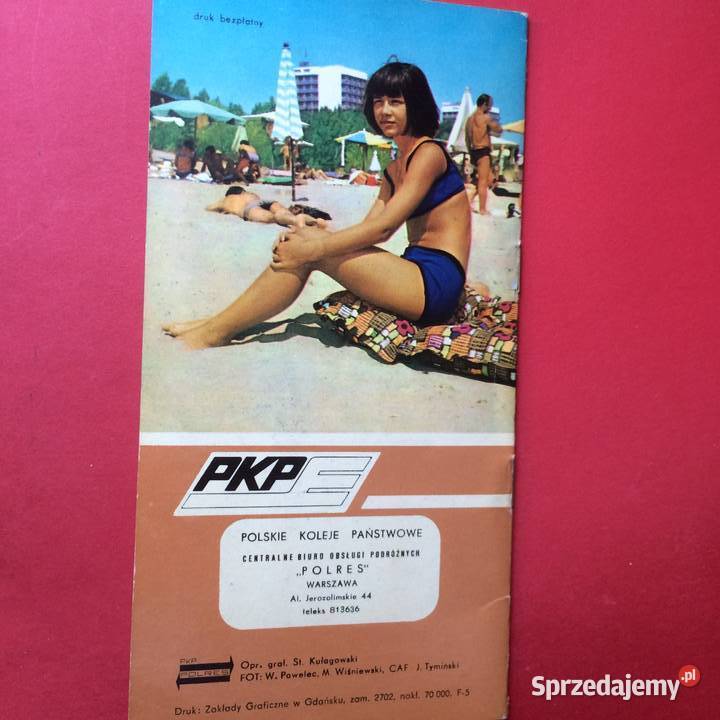 druk bezpłatny
PKP E
POLSKIE KOLEJE PAŃSTWOWE
CENTRALNE BIURO OBSŁUGI PODRÓŻNYCH
„POLRES"
WARSZAWA
Al. Jerozolimskie 44
teleks 813636
PKP
POLRES
Opr. graf. St. Kułagowski
FOT: W. Pawelec, M. Wiśniewski, CAF J. Tymiński
Druk: Zakłady Graficzne w Gdańsku, zam. 2702, nakł. 70 000. F-5
Sprzedajemy.pl